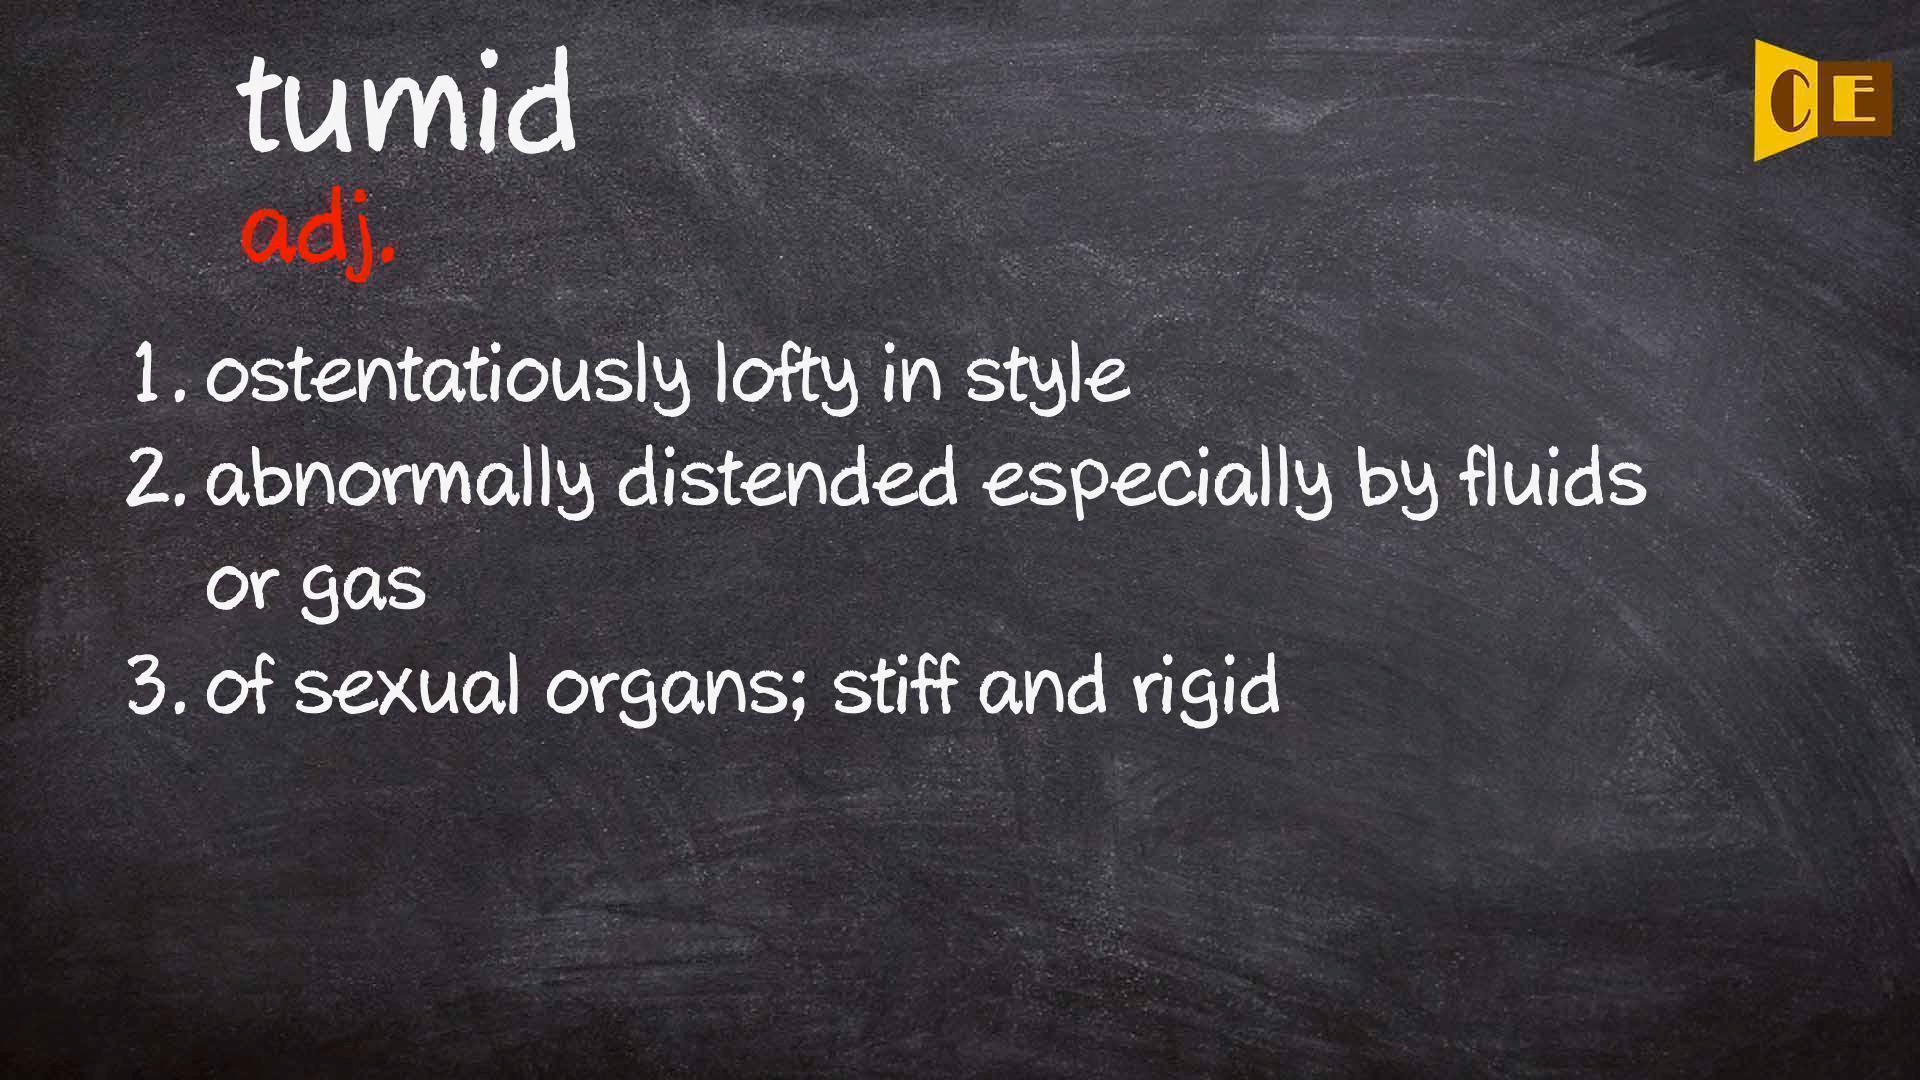 tumid
CE
adj.
1. ostentatiously lofty in style
2. abnormally distended especially by fluids
or gas
3. of sexual organs; stiff and rigid